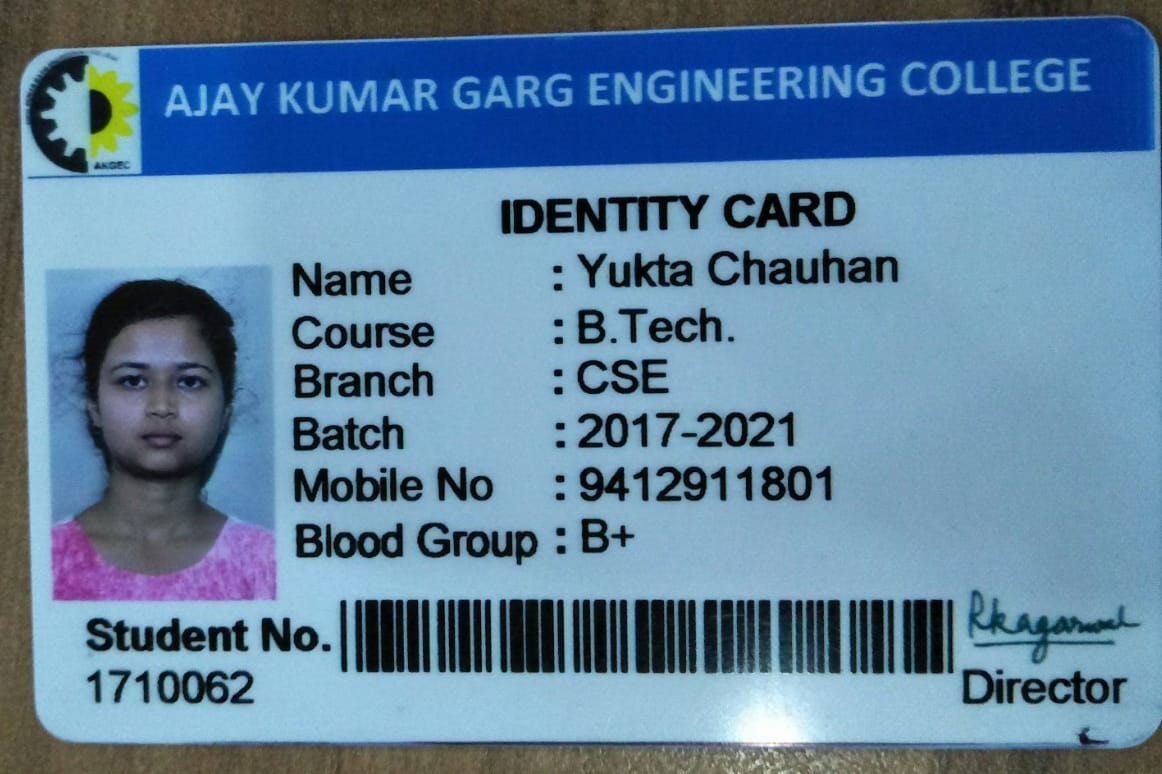 AJAY KUMAR GARG ENGINEERING COLLEGE
AKGEC
IDENTITY CARD
Name : Yukta Chauhan
Course : B.Tech.
Branch : CSE
Batch : 2017-2021
Mobile No : 9412911801
Blood Group : B+
Student No.
1710062
Rkagarwal
Director